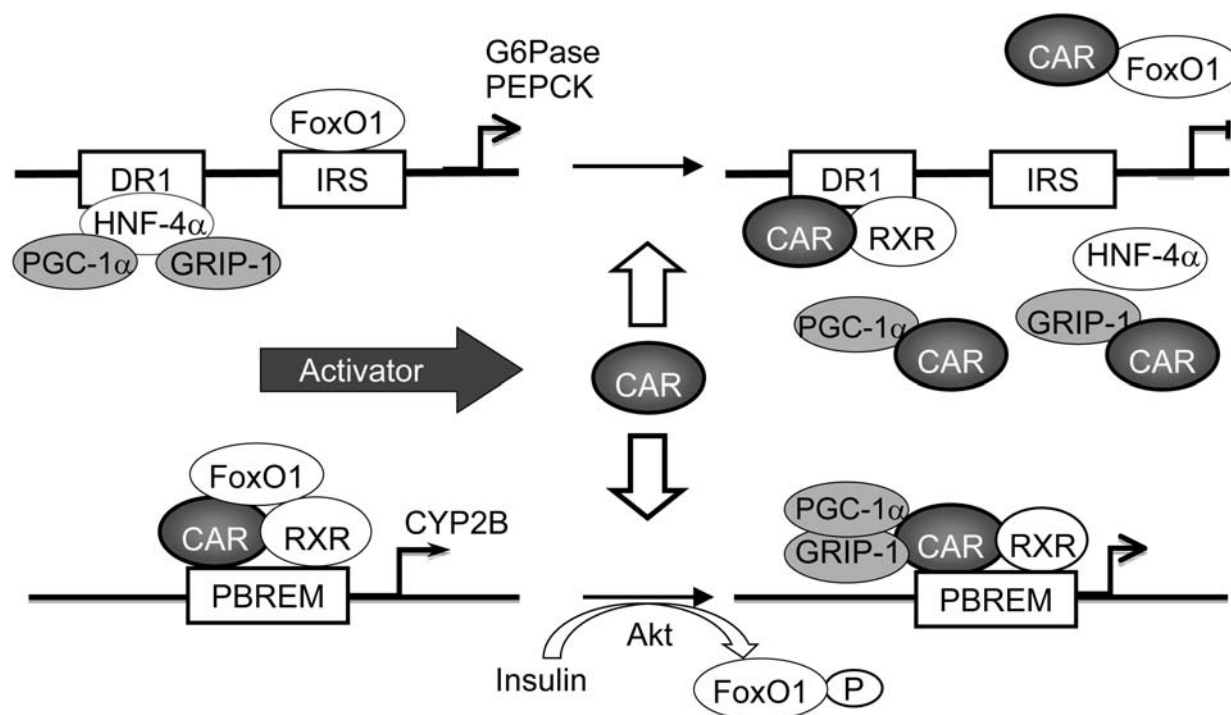 G6Pase
PEPCK
FoxO1
DR1
IRS
HNF-4α
PGC-1α
GRIP-1
CAR
FoxO1
DR1
IRS
CAR
RXR
HNF-4α
PGC-1α
CAR
GRIP-1
CAR
Activator
CAR
FoxO1
CAR
RXR
CYP2B
PBREM
PGC-1α
GRIP-1
CAR
RXR
PBREM
Akt
Insulin
FoxO1
P